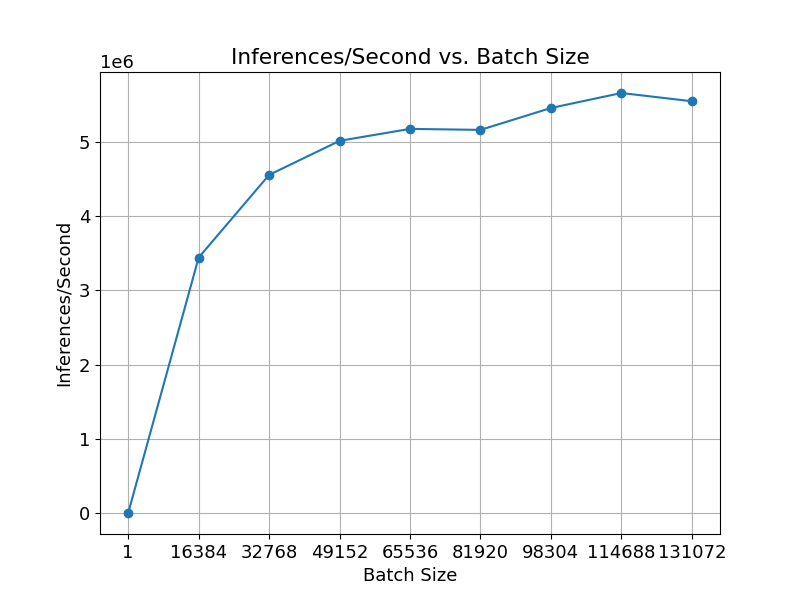 Inferences/Second vs. Batch Size
1e6
5
4
3
2
1
0
Inferences/Second
1 16384 32768 49152 65536 81920 98304 114688 131072
Batch Size